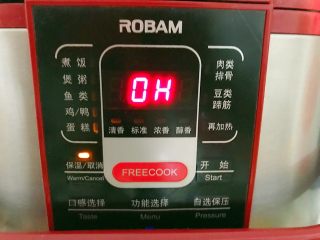 ROBAM
煮 饭
煲 粥
鱼 类
鸡/鸭
蛋 糕
0H
肉类
排骨
豆类
蹄筋
再加热
清香 标准 浓香 醇香
保温/取消
Warm/Cancel
FREECOOK
开 始
Start
口感选择
Taste
功能选择
Menu
自选保压
Pressure